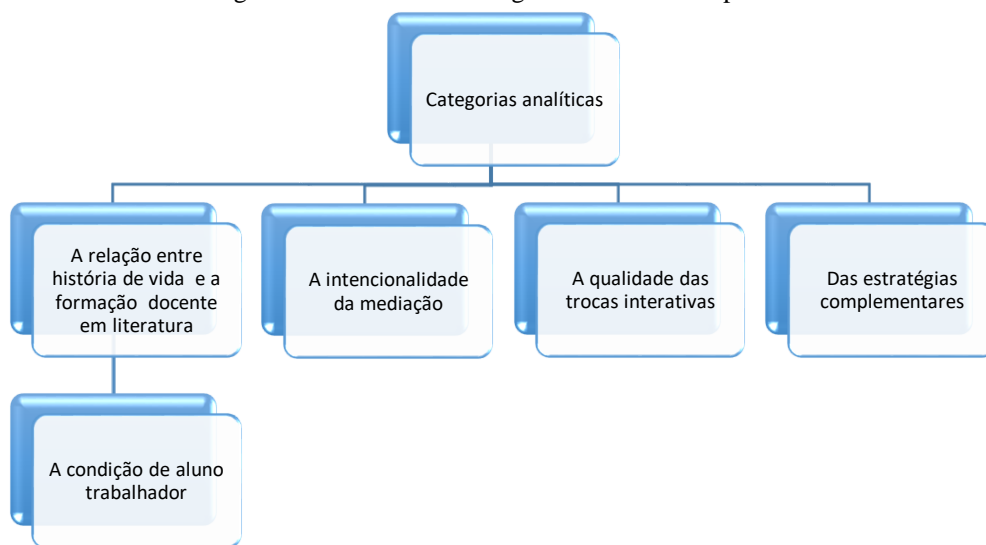 Categorias analíticas
A relação entre
história de vida e a
formação docente
em literatura
A intencionalidade
da mediação
A qualidade das
trocas interativas
Das estratégias
complementares
A condição de aluno
trabalhador